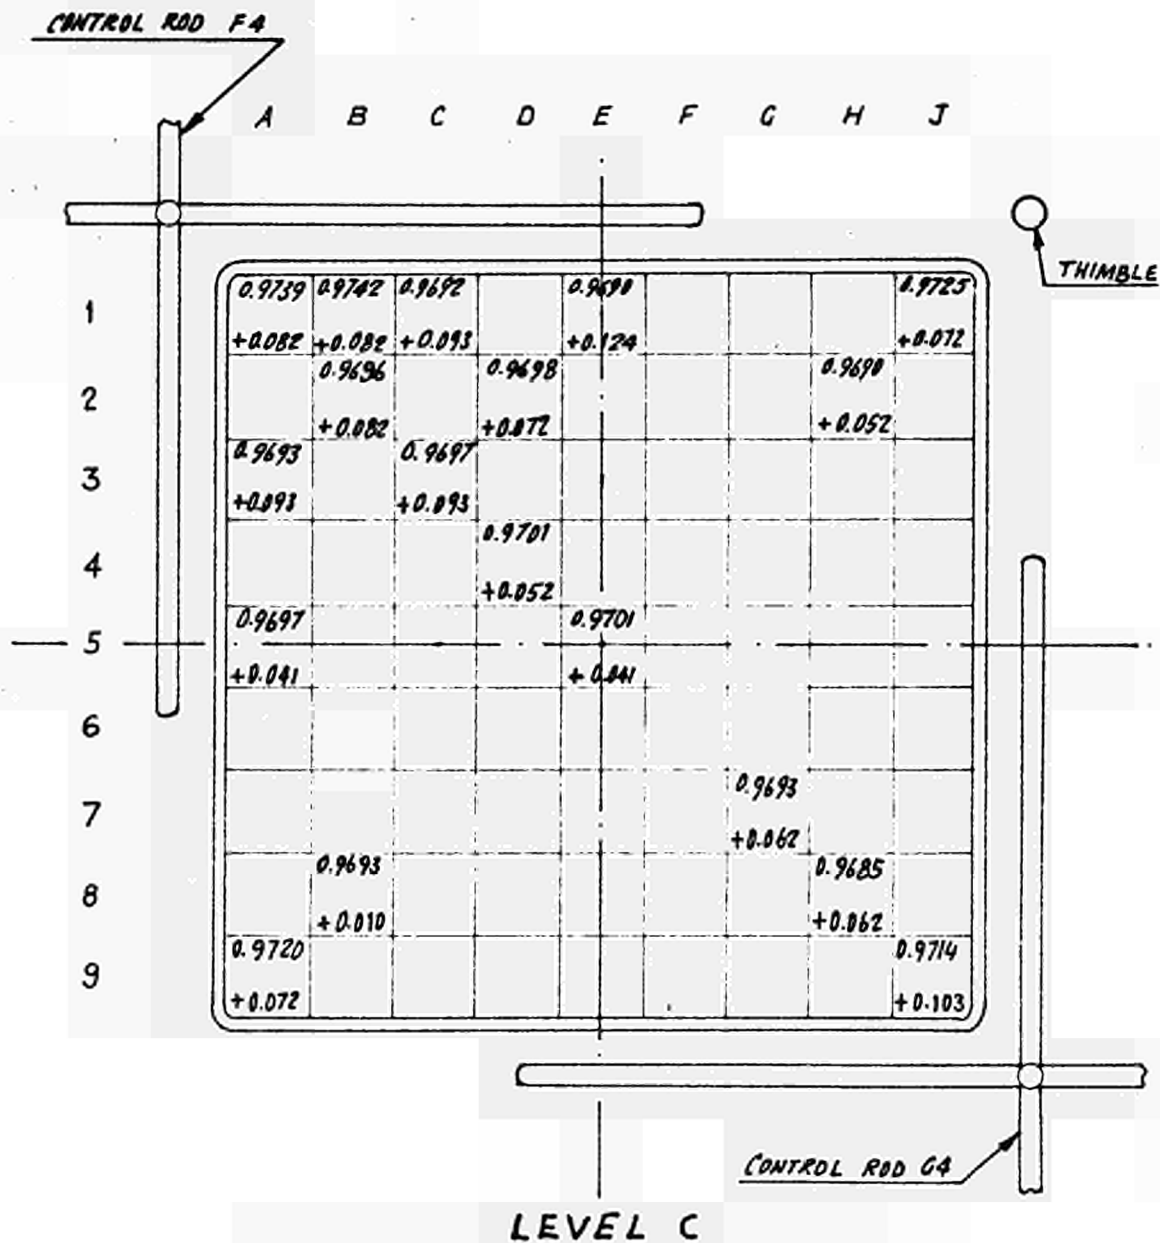 CONTROL ROD F4
A B C D E F G H J
THIMBLE
1
0.9739 0.9742 0.9692 0.9690 0.9725
+0.082 +0.082 +0.093 +0.124 +0.072
2
0.9696 0.9698 0.9690
+0.082 +0.072 +0.052
3
0.9693 0.9697
+0.093 +0.093
4
0.9701
+0.052
5
0.9697 0.9701
+0.041 +0.041
6
7
0.9693
+0.062
8
0.9693 0.9685
+0.010 +0.062
9
0.9720 0.9714
+0.072 +0.103
CONTROL ROD G4
LEVEL C